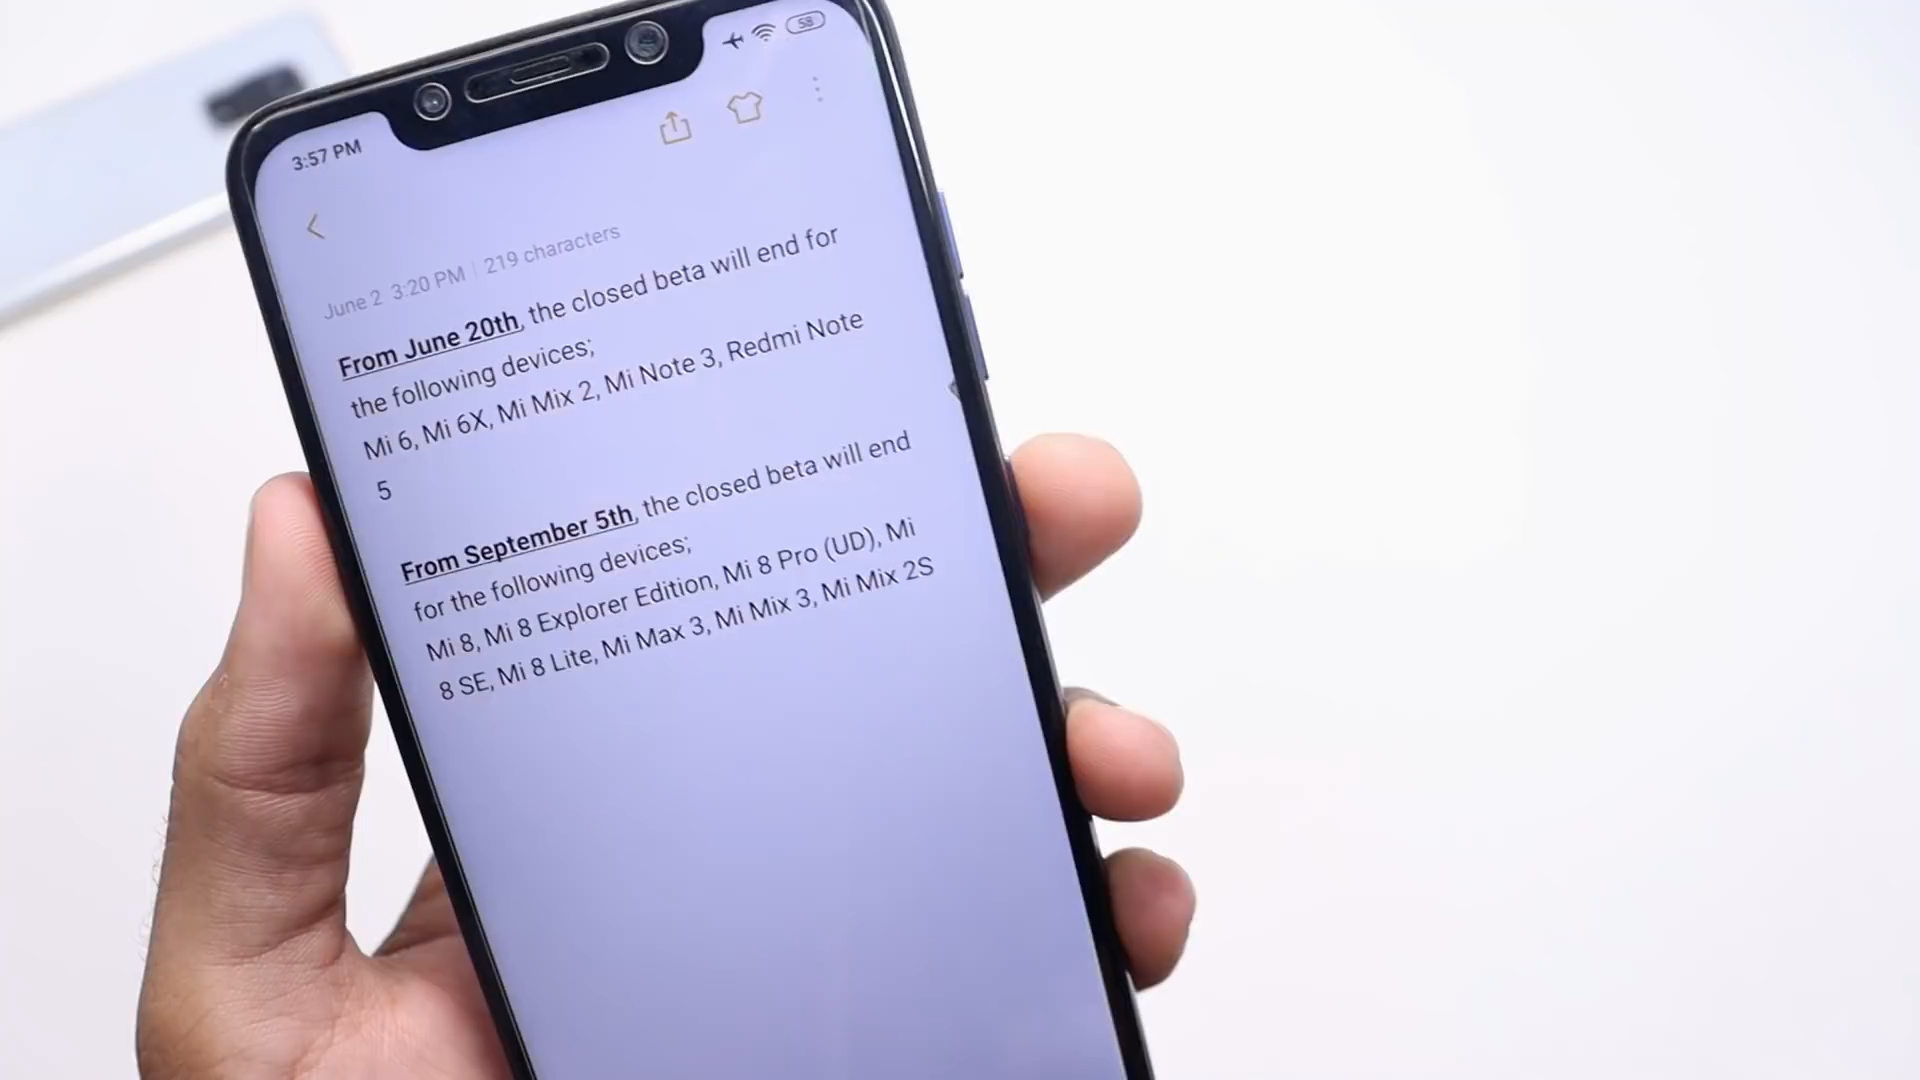 3:57 PM
58
June 2 3:20 PM | 219 characters
From June 20th, the closed beta will end for
the following devices;
Mi 6, Mi 6X, Mi Mix 2, Mi Note 3, Redmi Note
5
From September 5th, the closed beta will end
for the following devices;
Mi 8, Mi 8 Explorer Edition, Mi 8 Pro (UD), Mi
8 SE, Mi 8 Lite, Mi Max 3, Mi Mix 3, Mi Mix 2S